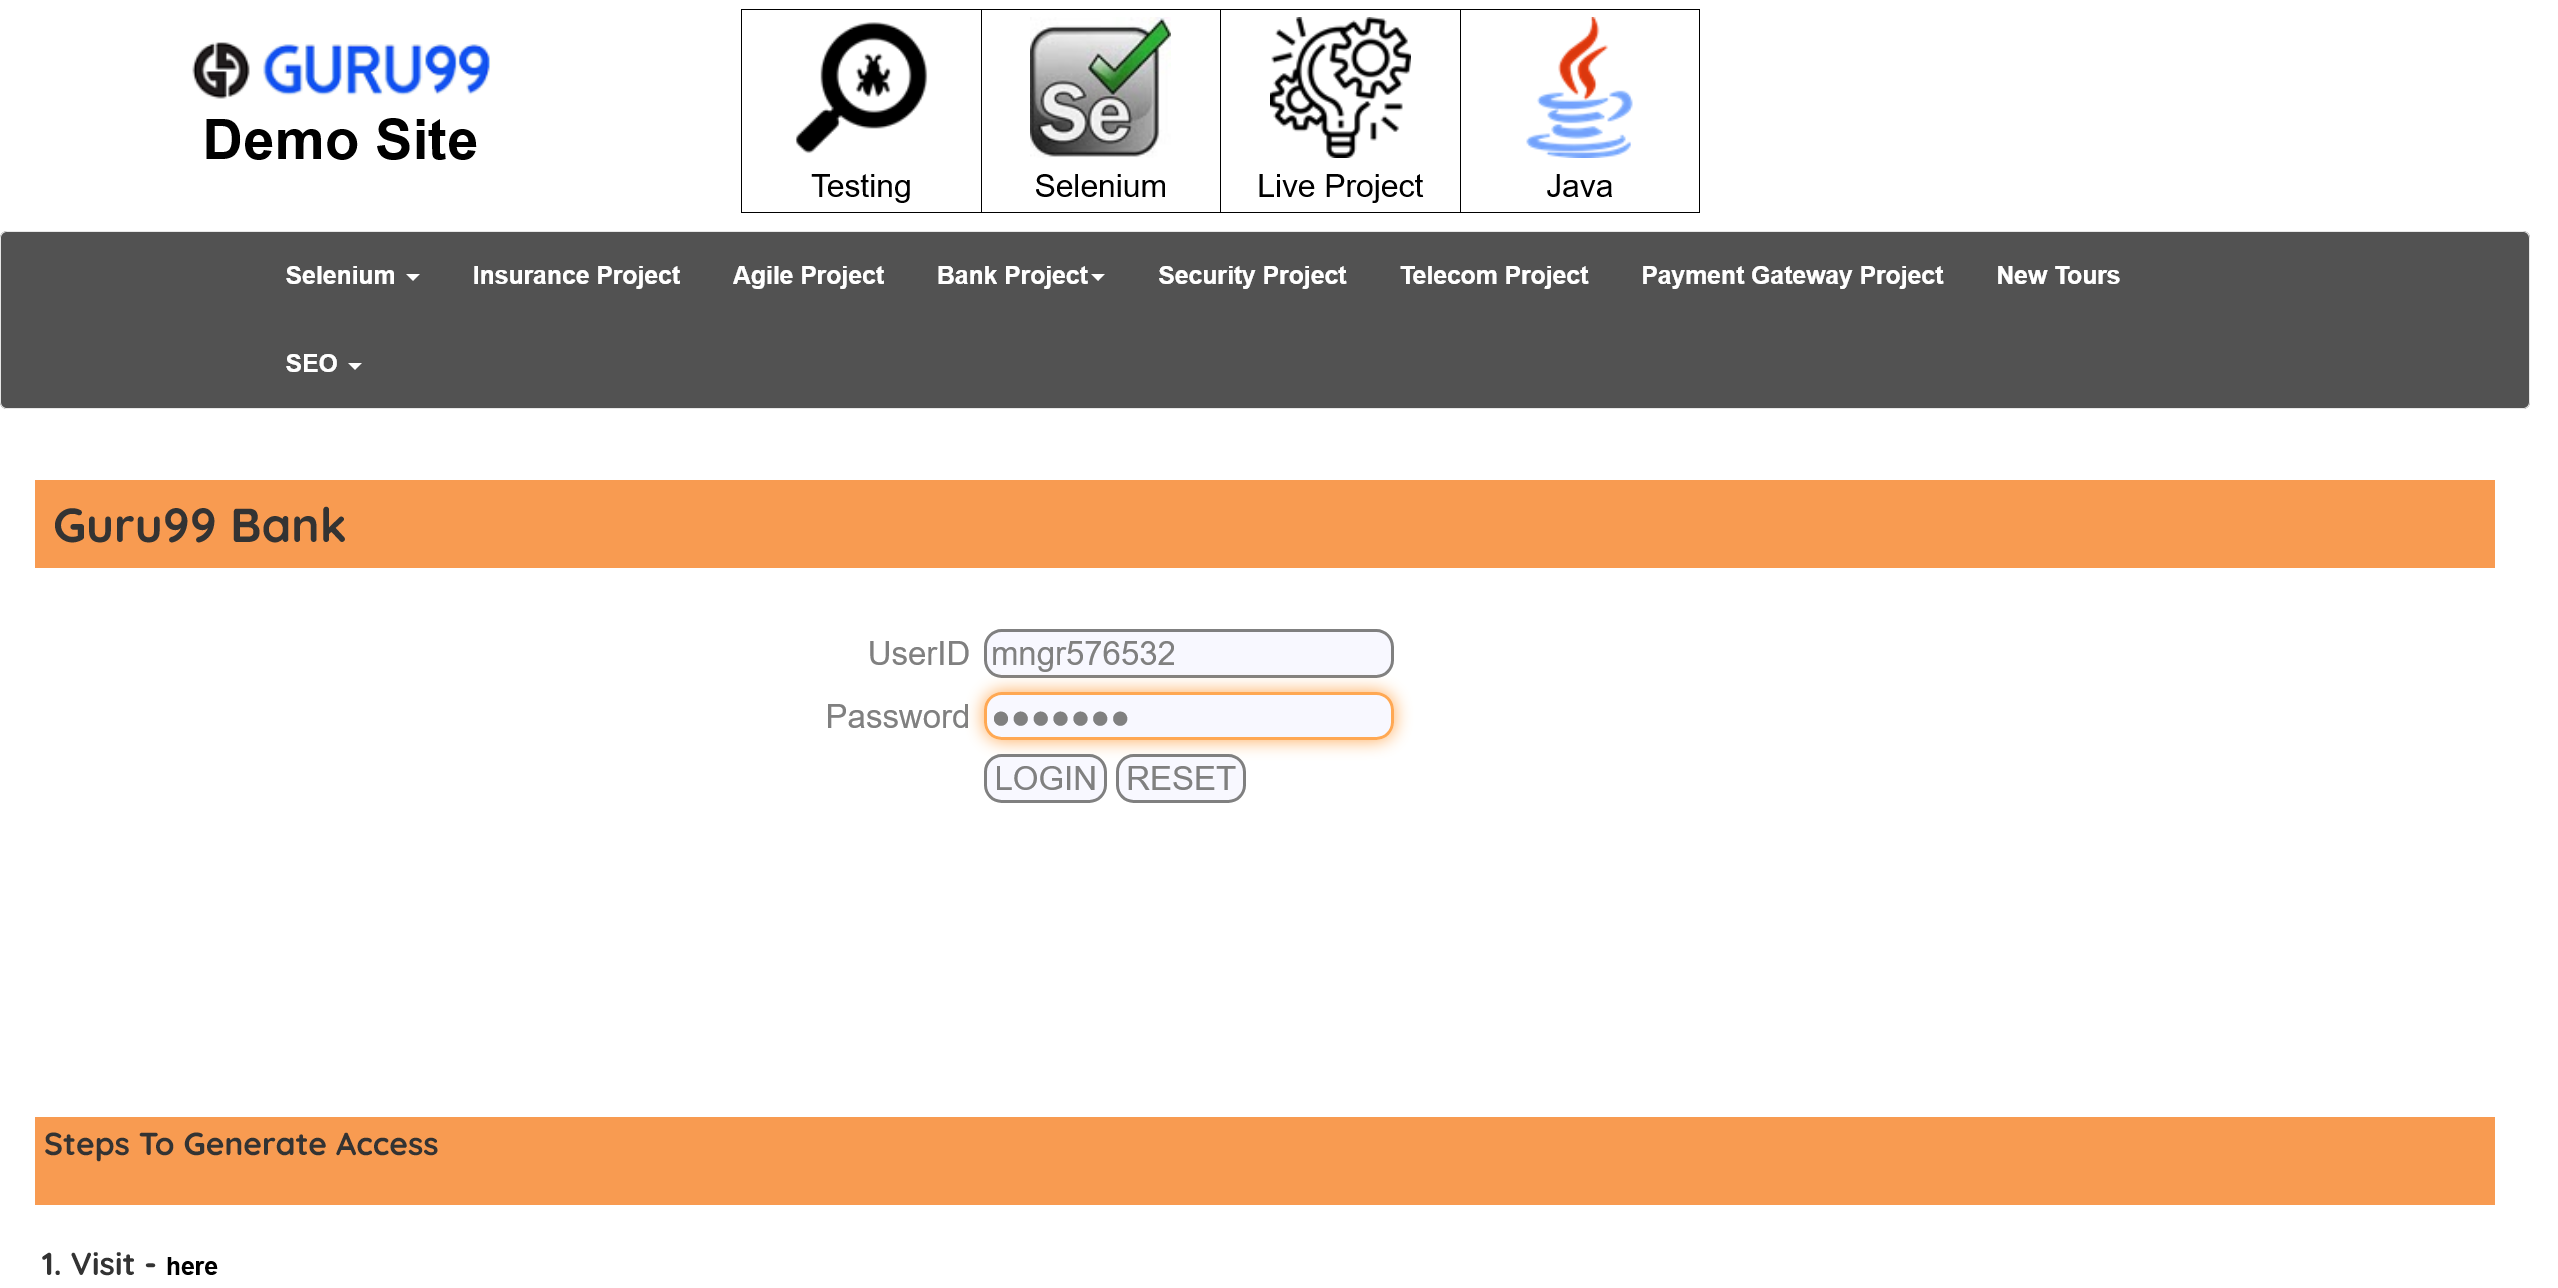 GURU99
Demo Site
Se
Testing
Selenium
Live Project
Java
Selenium
Insurance Project
Agile Project
Bank Project
Security Project
Telecom Project
Payment Gateway Project
New Tours
SEO
Guru99 Bank
UserID mngr576532
Password •••••••
LOGIN RESET
Steps To Generate Access
1. Visit - here